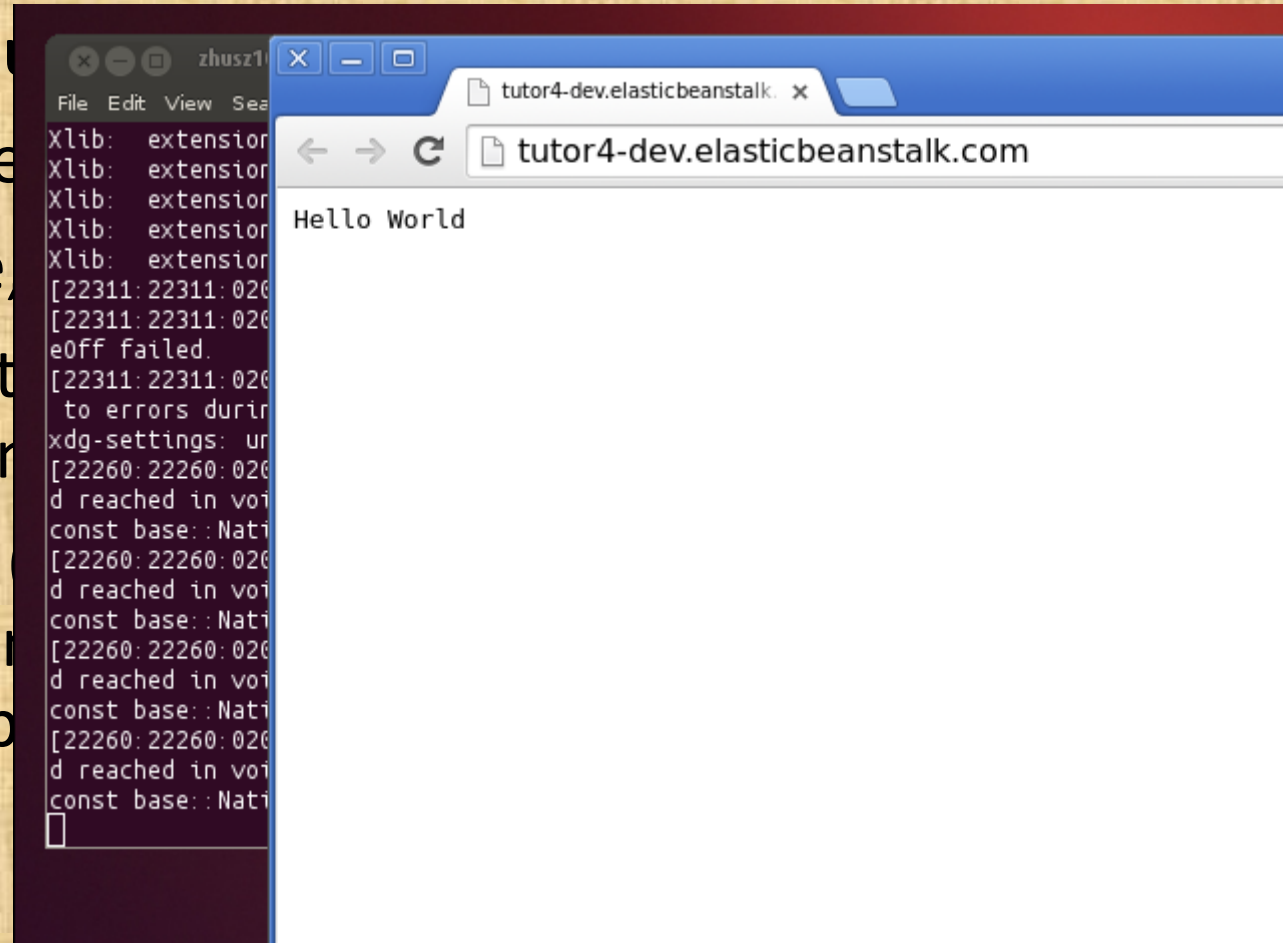 zhusz1
File Edit View Sea
Xlib: extension
Xlib: extension
Xlib: extension
Xlib: extension
Xlib: extension
[22311:22311:020
[22311:22311:020
eOff failed.
[22311:22311:020
to errors durin
xdg-settings: un
[22260:22260:020
d reached in voi
const base::Nati
[22260:22260:020
d reached in voi
const base::Nati
[22260:22260:020
d reached in voi
const base::Nati
[22260:22260:020
d reached in voi
const base::Nati
tutor4-dev.elasticbeanstalk.
tutor4-dev.elasticbeanstalk.com
Hello World